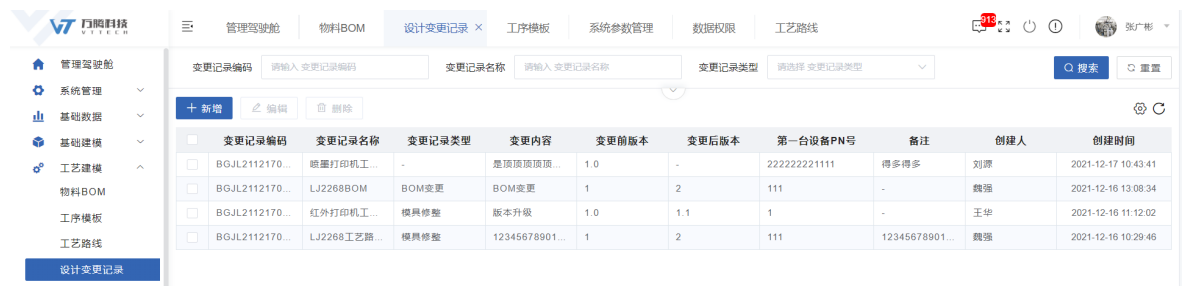 万腾科技
VTTECH
管理驾驶舱 物料BOM 设计变更记录 × 工序模板 系统参数管理 数据权限 工艺路线 913 张广彬
管理驾驶舱
系统管理
基础数据
基础建模
工艺建模
物料BOM
工序模板
工艺路线
设计变更记录
变更记录编码 请输入 变更记录编码 变更记录名称 请输入 变更记录名称 变更记录类型 请选择 变更记录类型 搜索 重置
新增 编辑 删除
变更记录编码 变更记录名称 变更记录类型 变更内容 变更前版本 变更后版本 第一台设备PN号 备注 创建人 创建时间
BGJL2112170... 喷墨打印机工... - 是顶顶顶顶顶... 1.0 - 222222221111 得多得多 刘源 2021-12-17 10:43:41
BGJL2112170... LJ2268BOM BOM变更 BOM变更 1 2 111 - 魏强 2021-12-16 13:08:34
BGJL2112170... 红外打印机工... 模具修整 版本升级 1.0 1.1 1 - 王华 2021-12-16 11:12:02
BGJL2112170... LJ2268工艺路... 模具修整 12345678901... 1 2 111 12345678901... 魏强 2021-12-16 10:29:46